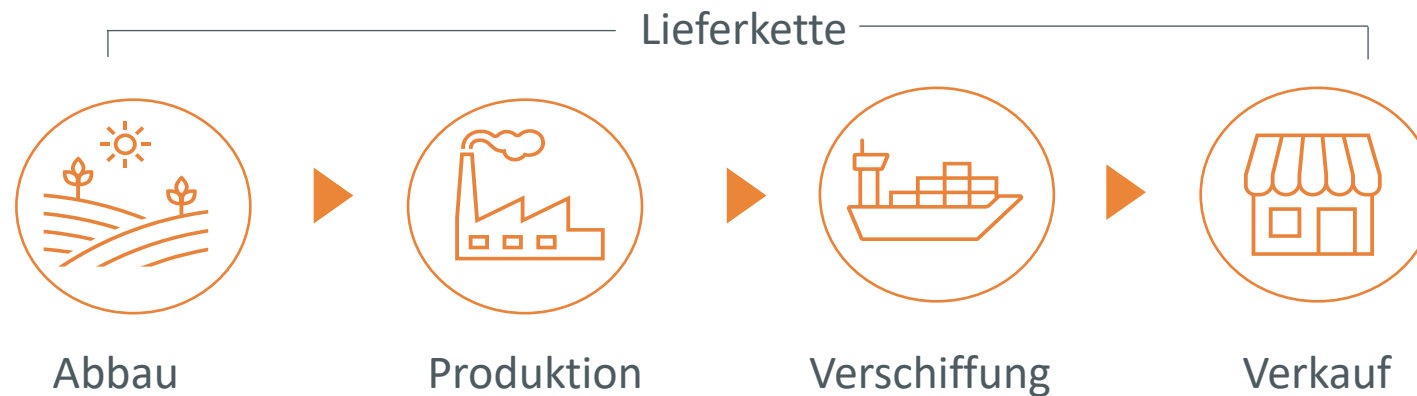 Lieferkette
Abbau
Produktion
Verschiffung
Verkauf